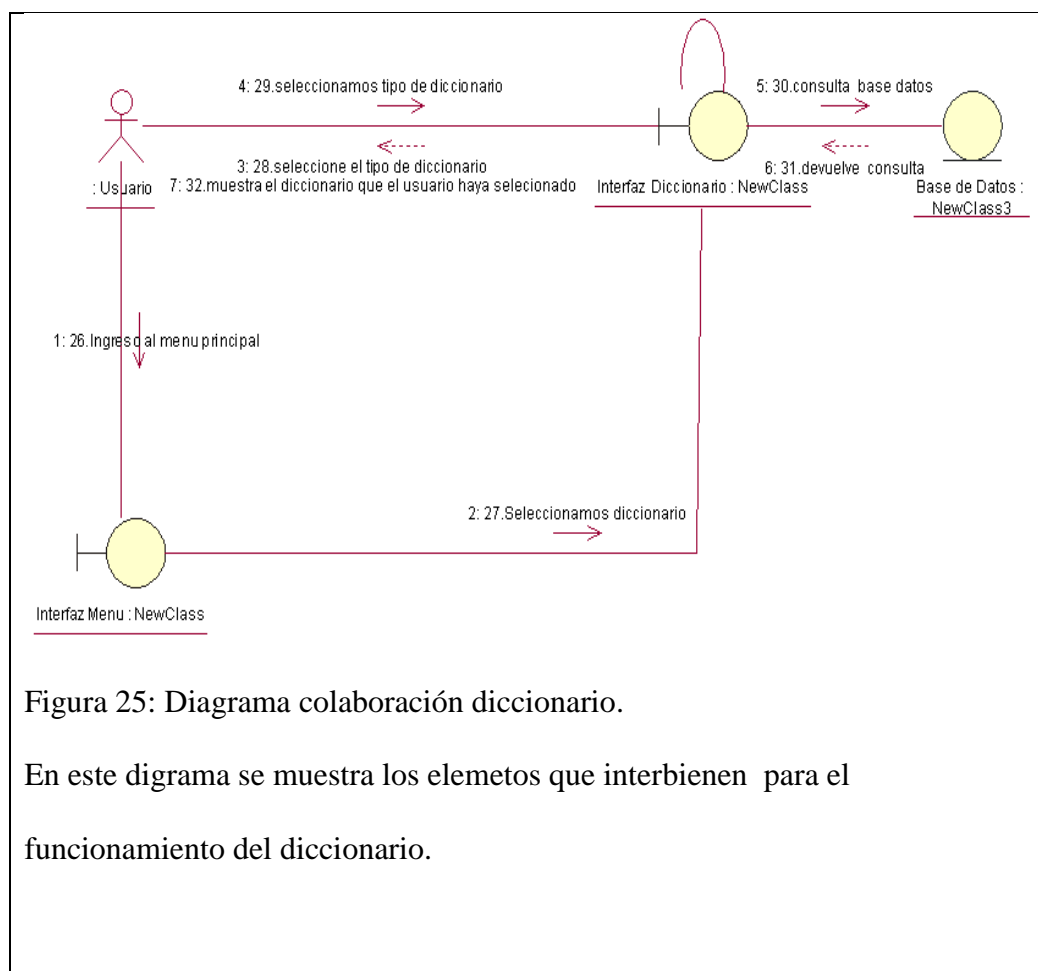 4: 29.seleccionamos tipo de diccionario
5: 30.consulta base datos
3: 28.seleccione el tipo de diccionario
7: 32.muestra el diccionario que el usuario haya selecionado
6: 31.devuelve consulta
: Usuario
Interfaz Diccionario : NewClass
Base de Datos :
NewClass3
1: 26.Ingreso al menu principal
2: 27.Seleccionamos diccionario
Interfaz Menu : NewClass
Figura 25: Diagrama colaboración diccionario.
En este digrama se muestra los elemetos que interbienen para el
funcionamiento del diccionario.